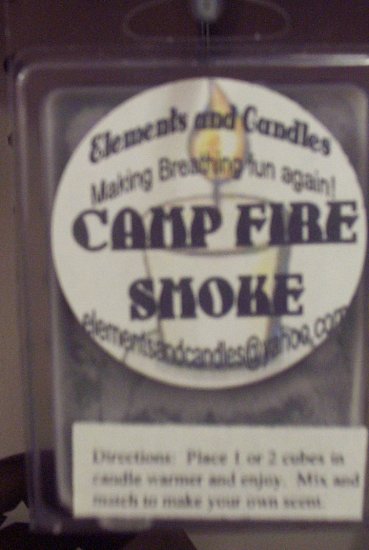 Elements and Candles
Making Breathing fun again!
CAMP FIRE
SMOKE
elementsandcandles@yahoo.com
Directions: Place 1 or 2 cubes in
candle warmer and enjoy. Mix and
match to make your own scent.